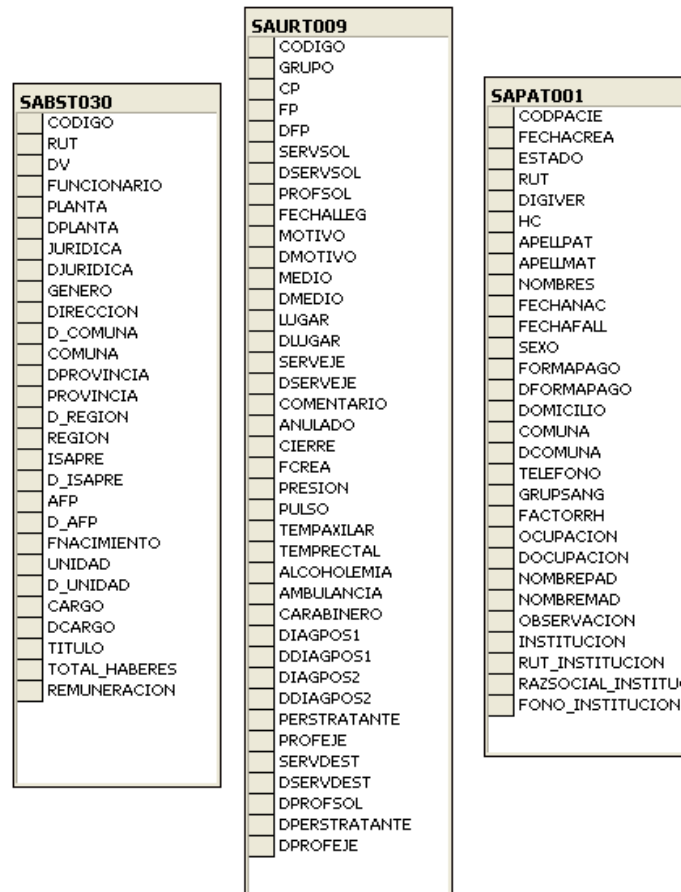 SABST030
CODIGO
RUT
DV
FUNCIONARIO
PLANTA
DPLANTA
JURIDICA
DJURIDICA
GENERO
DIRECCION
D_COMUNA
COMUNA
DPROVINCIA
PROVINCIA
D_REGION
REGION
ISAPRE
D_ISAPRE
AFP
D_AFP
FNACIMIENTO
UNIDAD
D_UNIDAD
CARGO
DCARGO
TITULO
TOTAL_HABERES
REMUNERACION
SAURT009
CODIGO
GRUPO
CP
FP
DFP
SERVSOL
DSERVSOL
PROFSOL
FECHALLEG
MOTIVO
DMOTIVO
MEDIO
DMEDIO
LUGAR
DLUGAR
SERVEJE
DSERVEJE
COMENTARIO
ANULADO
CIERRE
FCREA
PRESION
PULSO
TEMPAXILAR
TEMPRECTAL
ALCOHOLEMIA
AMBULANCIA
CARABINERO
DIAGPOS1
DDIAGPOS1
DIAGPOS2
DDIAGPOS2
PERSTRATANTE
PROFEJE
SERVDEST
DSERVDEST
DPROFSOL
DPERSTRATANTE
DPROFEJE
SAPAT001
CODPACIE
FECHACREA
ESTADO
RUT
DIGIVER
HC
APELLPAT
APELLMAT
NOMBRES
FECHANAC
FECHAFALL
SEXO
FORMAPAGO
DFORMAPAGO
DOMICILIO
COMUNA
DCOMUNA
TELEFONO
GRUPSANG
FACTORRH
OCUPACION
DOCUPACION
NOMBREPAD
NOMBREMAD
OBSERVACION
INSTITUCION
RUT_INSTITUCION
RAZSOCIAL_INSTITUC
FONO_INSTITUCION